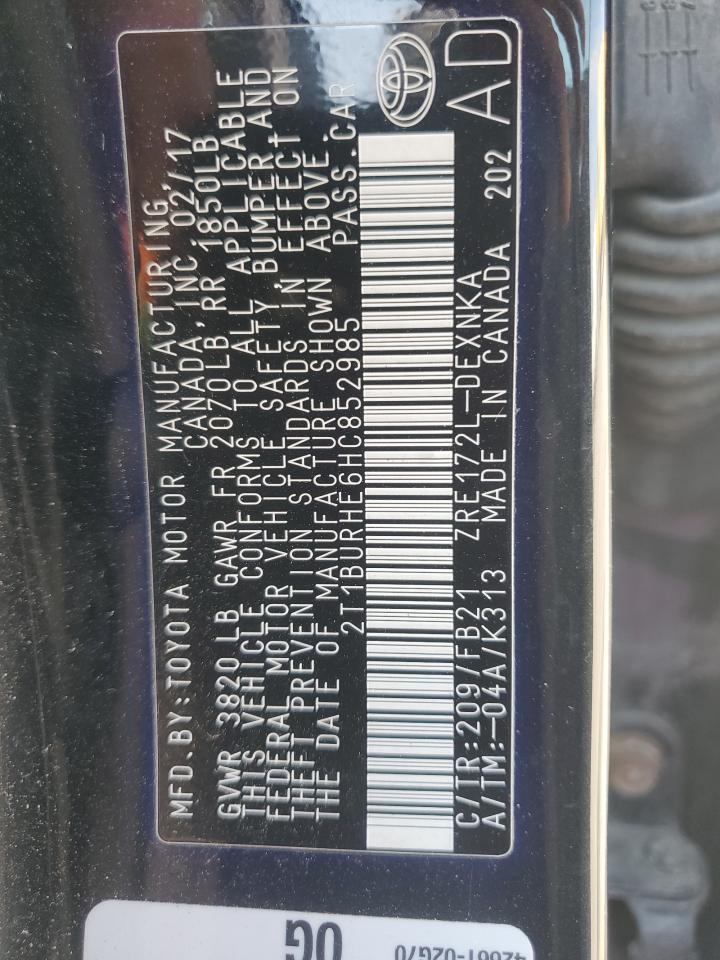 MFD.BY:TOYOTA MOTOR MANUFACTURING,
CANADA, INC. 02/17
GVWR 3820 LB GAWR FR 2070LB RR 1850LB
THIS VEHICLE CONFORMS TO ALL APPLICABLE
FEDERAL MOTOR VEHICLE SAFETY, BUMPER AND
THEFT PREVENTION STANDARDS IN EFFECT ON
THE DATE OF MANUFACTURE SHOWN ABOVE.
2T1BURHE6HC852985 PASS.CAR
C/TR:209/FB21 ZRE172L-DEXNKA
A/TM:-04A/K313 MADE IN CANADA 202
AD
0G
42661-02G70